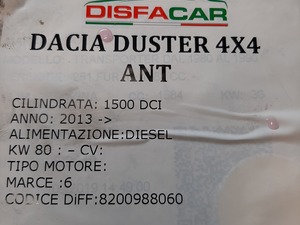 DISFACAR
DACIA DUSTER 4X4
ANT
CILINDRATA: 1500 DCI
ANNO: 2013 ->
ALIMENTAZIONE:DIESEL
KW 80 : – CV:
TIPO MOTORE:
MARCE :6
CODICE DiFF:8200988060